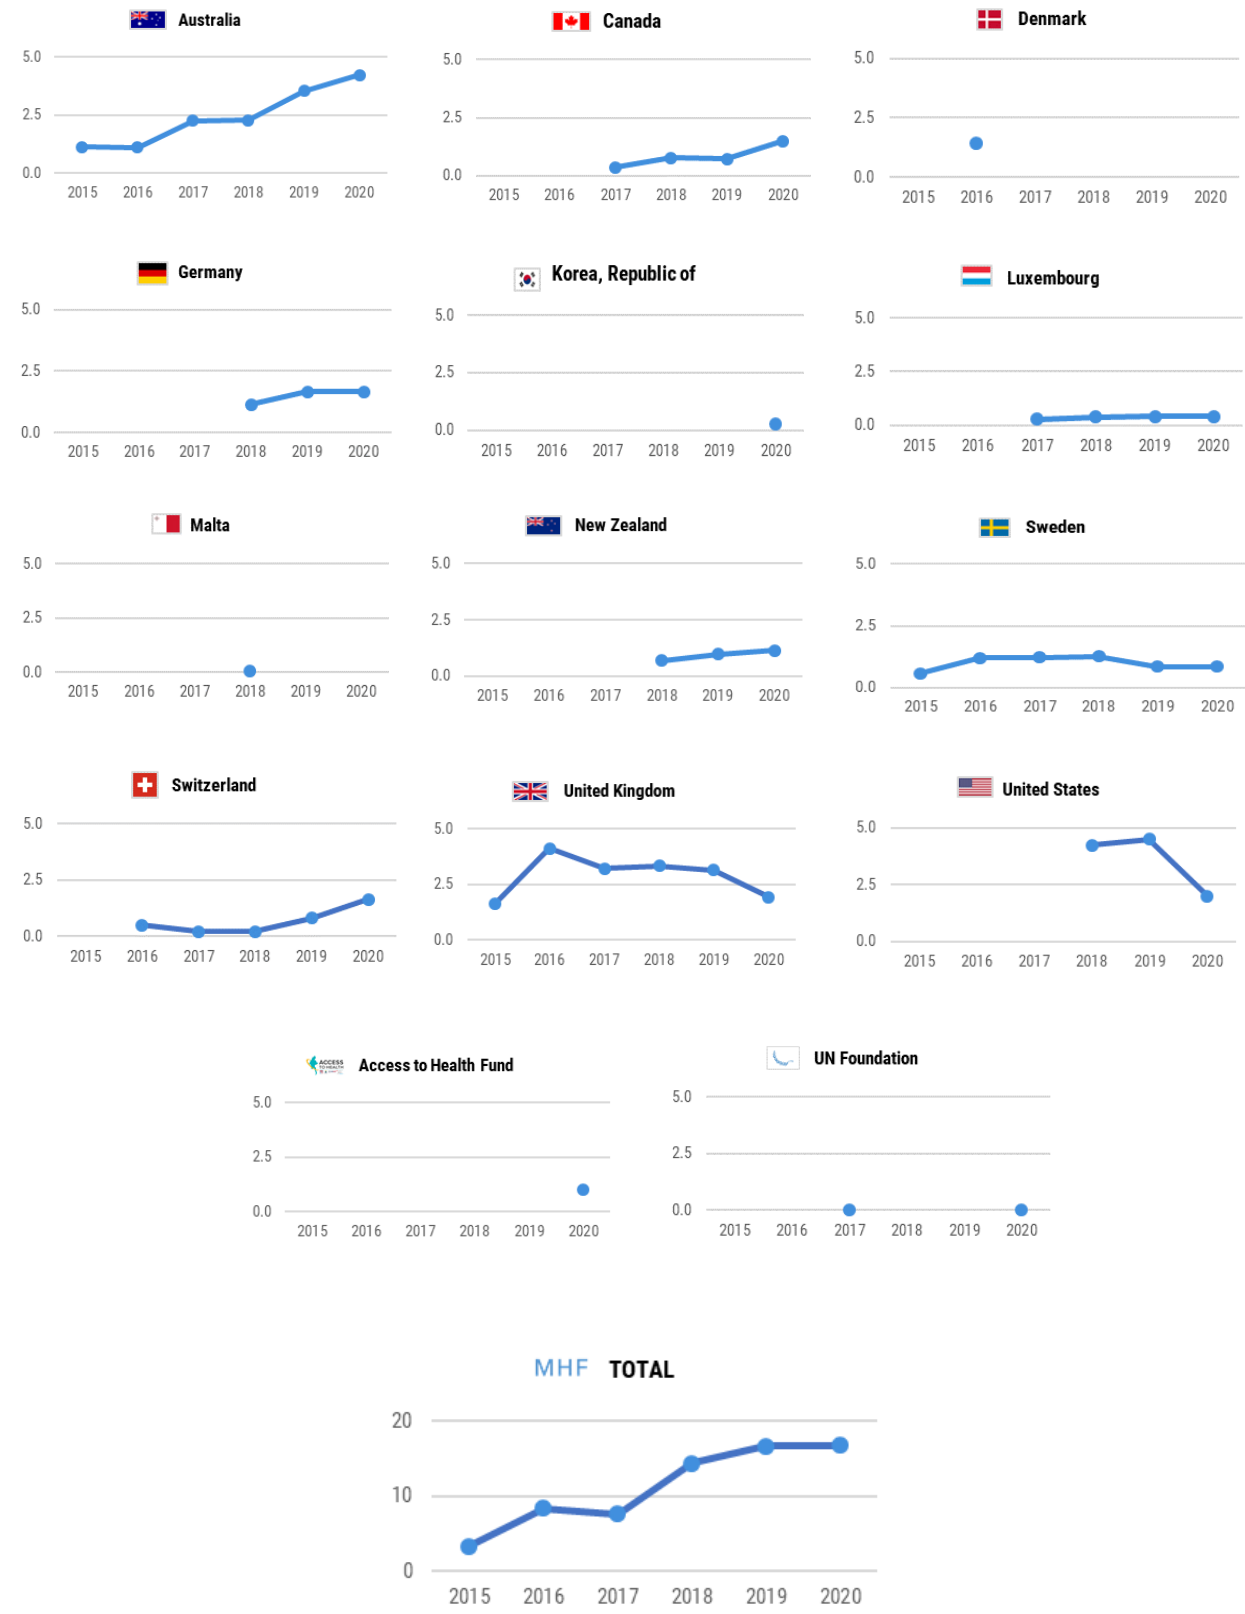 Australia
5.0
2.5
0.0
2015 2016 2017 2018 2019 2020
Canada
5.0
2.5
0.0
2015 2016 2017 2018 2019 2020
Denmark
5.0
2.5
0.0
2015 2016 2017 2018 2019 2020
Germany
5.0
2.5
0.0
2015 2016 2017 2018 2019 2020
Korea, Republic of
5.0
2.5
0.0
2015 2016 2017 2018 2019 2020
Luxembourg
5.0
2.5
0.0
2015 2016 2017 2018 2019 2020
Malta
5.0
2.5
0.0
2015 2016 2017 2018 2019 2020
New Zealand
5.0
2.5
0.0
2015 2016 2017 2018 2019 2020
Sweden
5.0
2.5
0.0
2015 2016 2017 2018 2019 2020
Switzerland
5.0
2.5
0.0
2015 2016 2017 2018 2019 2020
United Kingdom
5.0
2.5
0.0
2015 2016 2017 2018 2019 2020
United States
5.0
2.5
0.0
2015 2016 2017 2018 2019 2020
ACCESS
TO HEALTH
Access to Health Fund
5.0
2.5
0.0
2015 2016 2017 2018 2019 2020
UN Foundation
5.0
2.5
0.0
2015 2016 2017 2018 2019 2020
MHF TOTAL
20
10
0
2015 2016 2017 2018 2019 2020